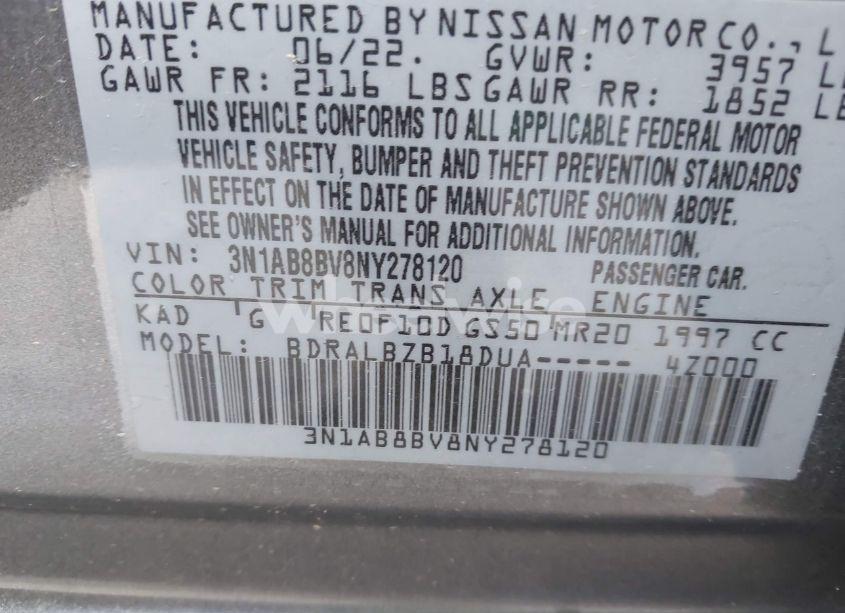 MANUFACTURED BY NISSAN MOTOR CO., L
DATE: 06/22. GVWR: 3957 L
GAWR FR: 2116 LBS GAWR RR: 1852 LB
THIS VEHICLE CONFORMS TO ALL APPLICABLE FEDERAL MOTOR
VEHICLE SAFETY, BUMPER AND THEFT PREVENTION STANDARDS
IN EFFECT ON THE DATE OF MANUFACTURE SHOWN ABOVE.
SEE OWNER'S MANUAL FOR ADDITIONAL INFORMATION.
VIN: 3N1AB8BV8NY278120 PASSENGER CAR.
COLOR TRIM TRANS AXLE ENGINE
KAD G RE0F10D GS50 MR20 1997 CC
MODEL: BDRALBZB18DUA----- 4Z000
3N1AB8BV8NY278120